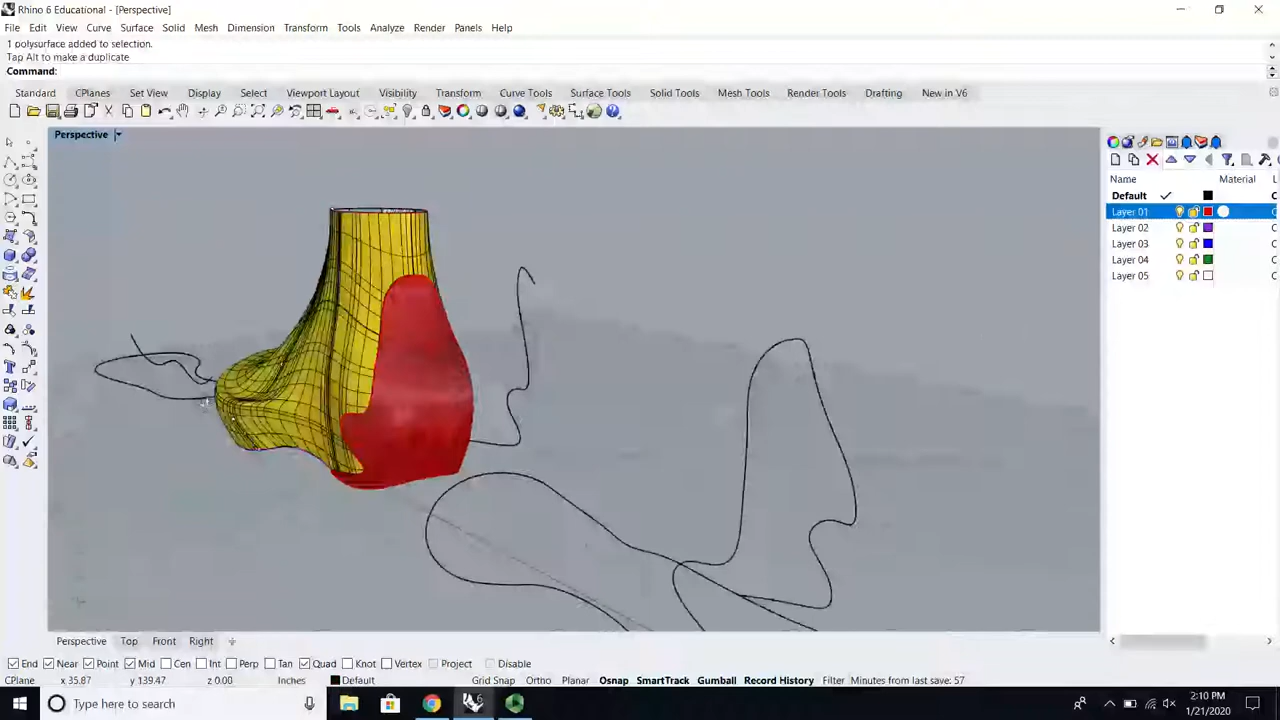 Rhino 6 Educational - [Perspective]
File Edit View Curve Surface Solid Mesh Dimension Transform Tools Analyze Render Panels Help
1 polysurface added to selection.
Tap Alt to make a duplicate
Command:
Standard CPlanes Set View Display Select Viewport Layout Visibility Transform Curve Tools Surface Tools Solid Tools Mesh Tools Render Tools Drafting New in V6
Perspective
Name Material L
Default C
Layer 01 C
Layer 02 C
Layer 03 C
Layer 04 C
Layer 05 C
Perspective Top Front Right
End Near Point Mid Cen Int Perp Tan Quad Knot Vertex Project Disable
CPlane x 35.87 y 139.47 z 0.00 Inches Default Grid Snap Ortho Planar Osnap SmartTrack Gumball Record History Filter Minutes from last save: 57
Type here to search
2:10 PM
1/21/2020